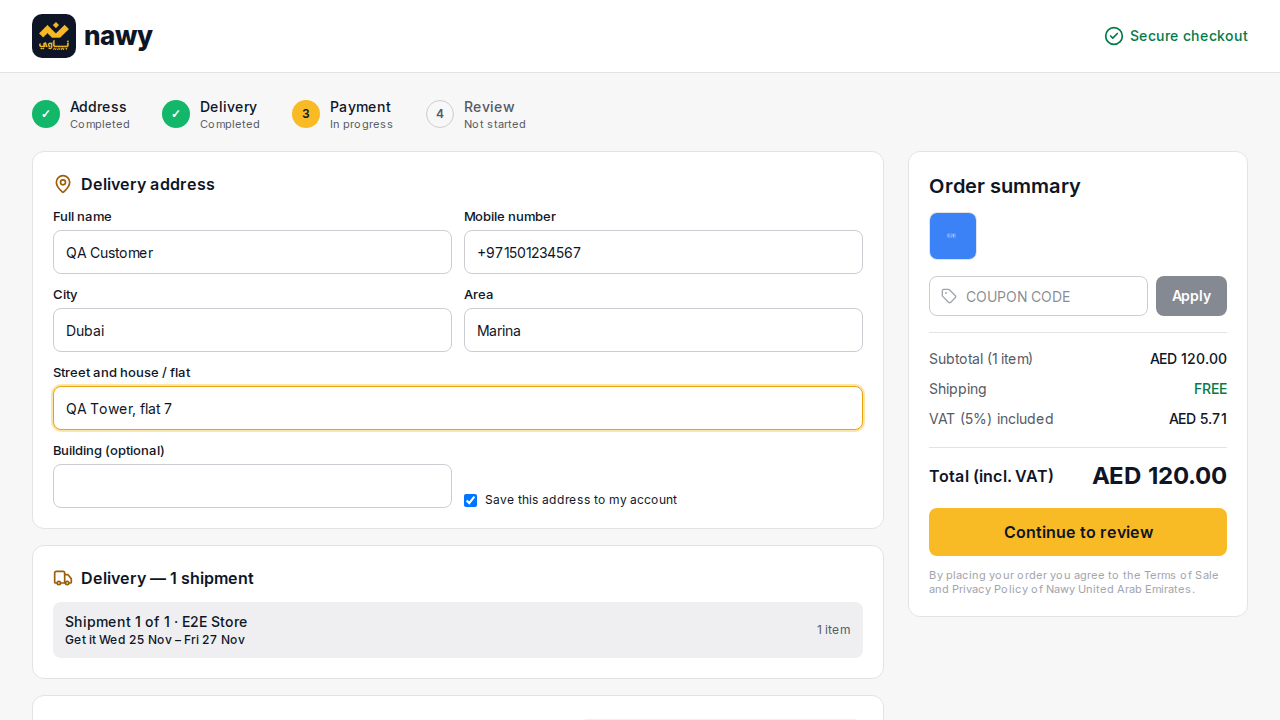 ناوي
NAWY
nawy
Secure checkout
✓ Address
Completed
✓ Delivery
Completed
3 Payment
In progress
4 Review
Not started
Delivery address
Full name
QA Customer
Mobile number
+971501234567
City
Dubai
Area
Marina
Street and house / flat
QA Tower, flat 7
Building (optional)
Save this address to my account
Delivery — 1 shipment
Shipment 1 of 1 · E2E Store
Get it Wed 25 Nov – Fri 27 Nov
1 item
Order summary
COUPON CODE
Apply
Subtotal (1 item) AED 120.00
Shipping FREE
VAT (5%) included AED 5.71
Total (incl. VAT) AED 120.00
Continue to review
By placing your order you agree to the Terms of Sale
and Privacy Policy of Nawy United Arab Emirates.